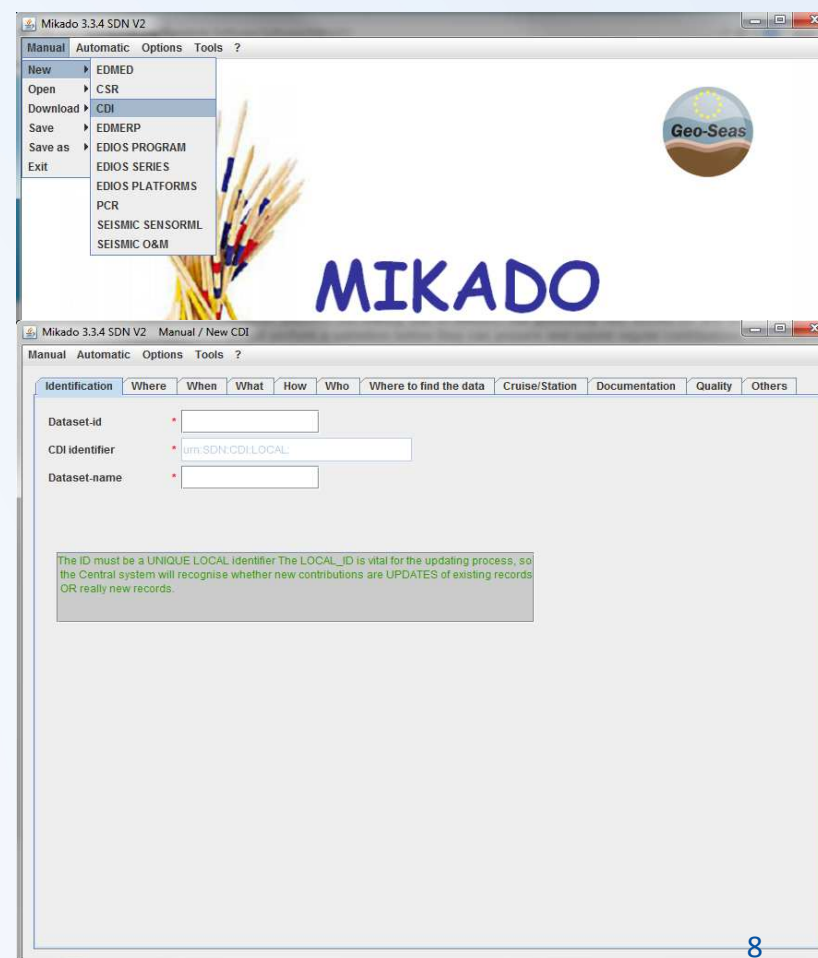 Mikado 3.3.4 SDN V2
Manual Automatic Options Tools ?
New EDMED
Open CSR
Download CDI
Save EDMERP
Save as EDIOS PROGRAM
Exit EDIOS SERIES
EDIOS PLATFORMS
PCR
SEISMIC SENSORML
SEISMIC O&M
Geo-Seas
MIKADO
Mikado 3.3.4 SDN V2 Manual / New CDI
Manual Automatic Options Tools ?
Identification Where When What How Who Where to find the data Cruise/Station Documentation Quality Others
Dataset-id *
CDI identifier * urn:SDN:CDI:LOCAL:
Dataset-name *
The ID must be a UNIQUE LOCAL identifier The LOCAL_ID is vital for the updating process, so
the Central system will recognise whether new contributions are UPDATES of existing records
OR really new records.
8